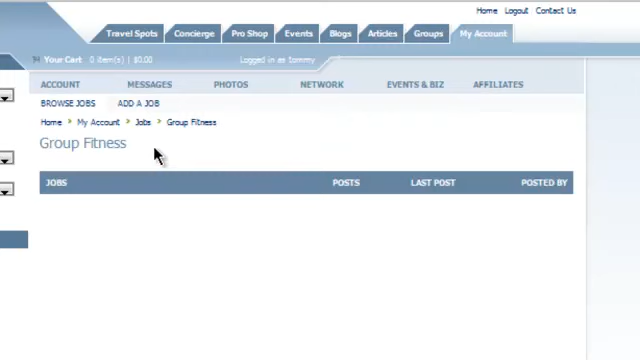 Home Logout Contact Us
Travel Spots Concierge Pro Shop Events Blogs Articles Groups My Account
Your Cart 0 item(s) | $0.00 Logged in as tommy
ACCOUNT MESSAGES PHOTOS NETWORK EVENTS & BIZ AFFILIATES
BROWSE JOBS ADD A JOB
Home > My Account > Jobs > Group Fitness
Group Fitness
JOBS POSTS LAST POST POSTED BY